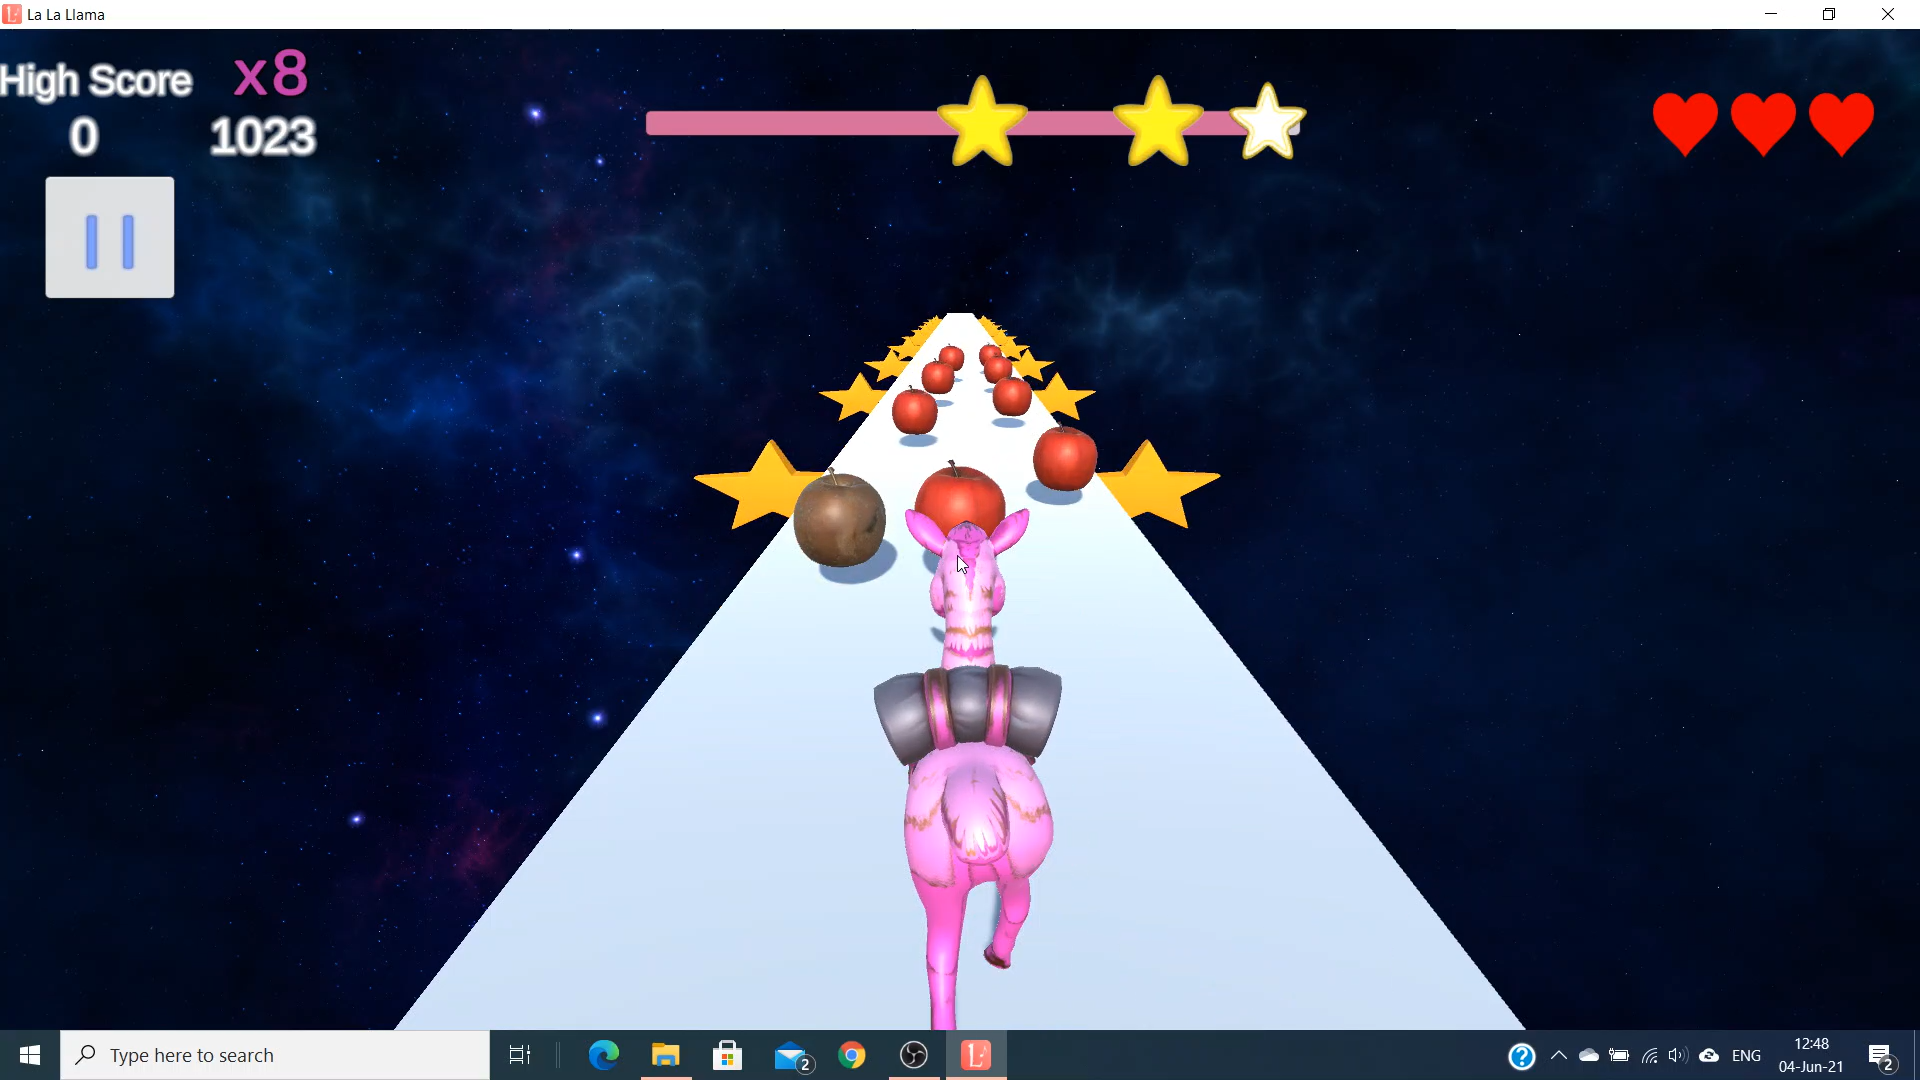 La La Llama
High Score x8
0 1023
Type here to search
2
ENG
12:48
04-Jun-21
2